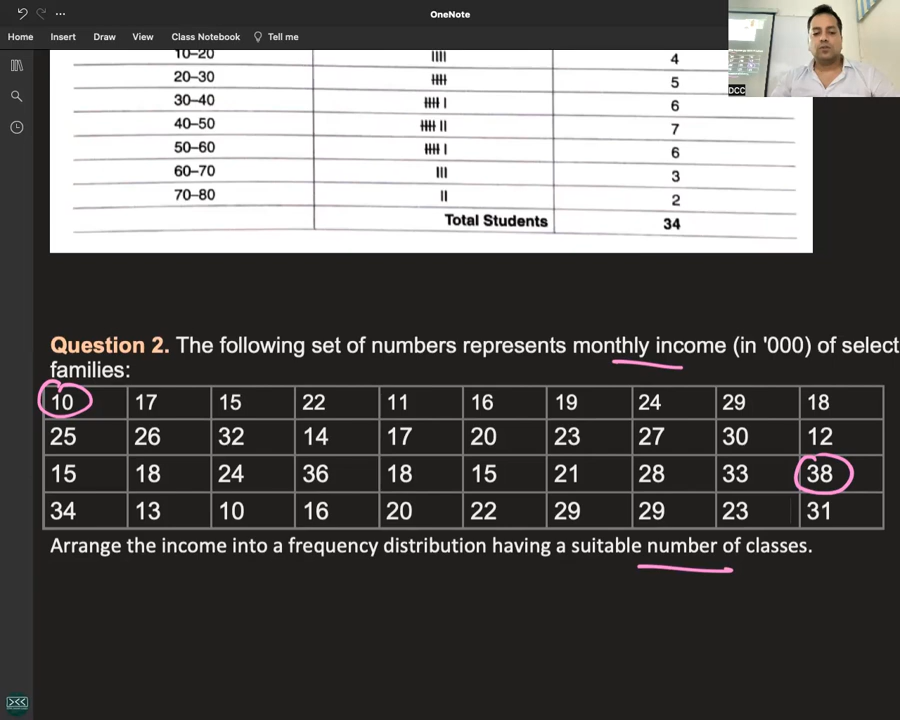 OneNote
Home Insert Draw View Class Notebook Tell me
DCC
10–20 4
20–30 5
30–40 6
40–50 7
50–60 6
60–70 3
70–80 2
Total Students 34
Question 2. The following set of numbers represents monthly income (in '000) of select
families:
10 17 15 22 11 16 19 24 29 18
25 26 32 14 17 20 23 27 30 12
15 18 24 36 18 15 21 28 33 38
34 13 10 16 20 22 29 29 23 31
Arrange the income into a frequency distribution having a suitable number of classes.